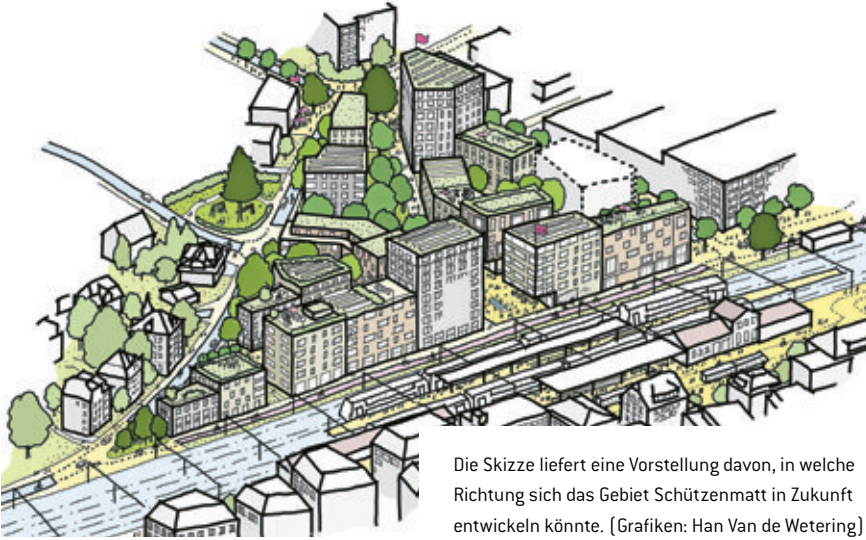 Die Skizze liefert eine Vorstellung davon, in welche
Richtung sich das Gebiet Schützenmatt in Zukunft
entwickeln könnte. (Grafiken: Han Van de Wetering)